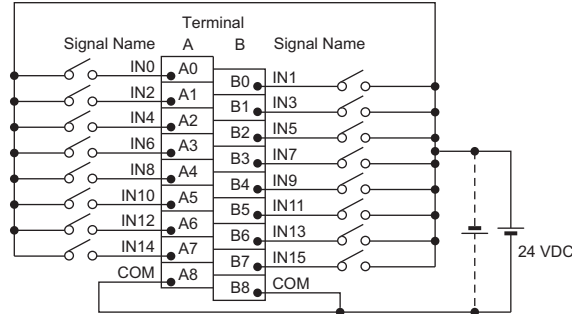 Terminal
Signal Name A B Signal Name
IN0 A0
B0 IN1
IN2 A1
B1 IN3
IN4 A2
B2 IN5
IN6 A3
B3 IN7
IN8 A4
B4 IN9
IN10 A5
B5 IN11
IN12 A6
B6 IN13
IN14 A7
B7 IN15
COM A8
B8 COM
24 VDC